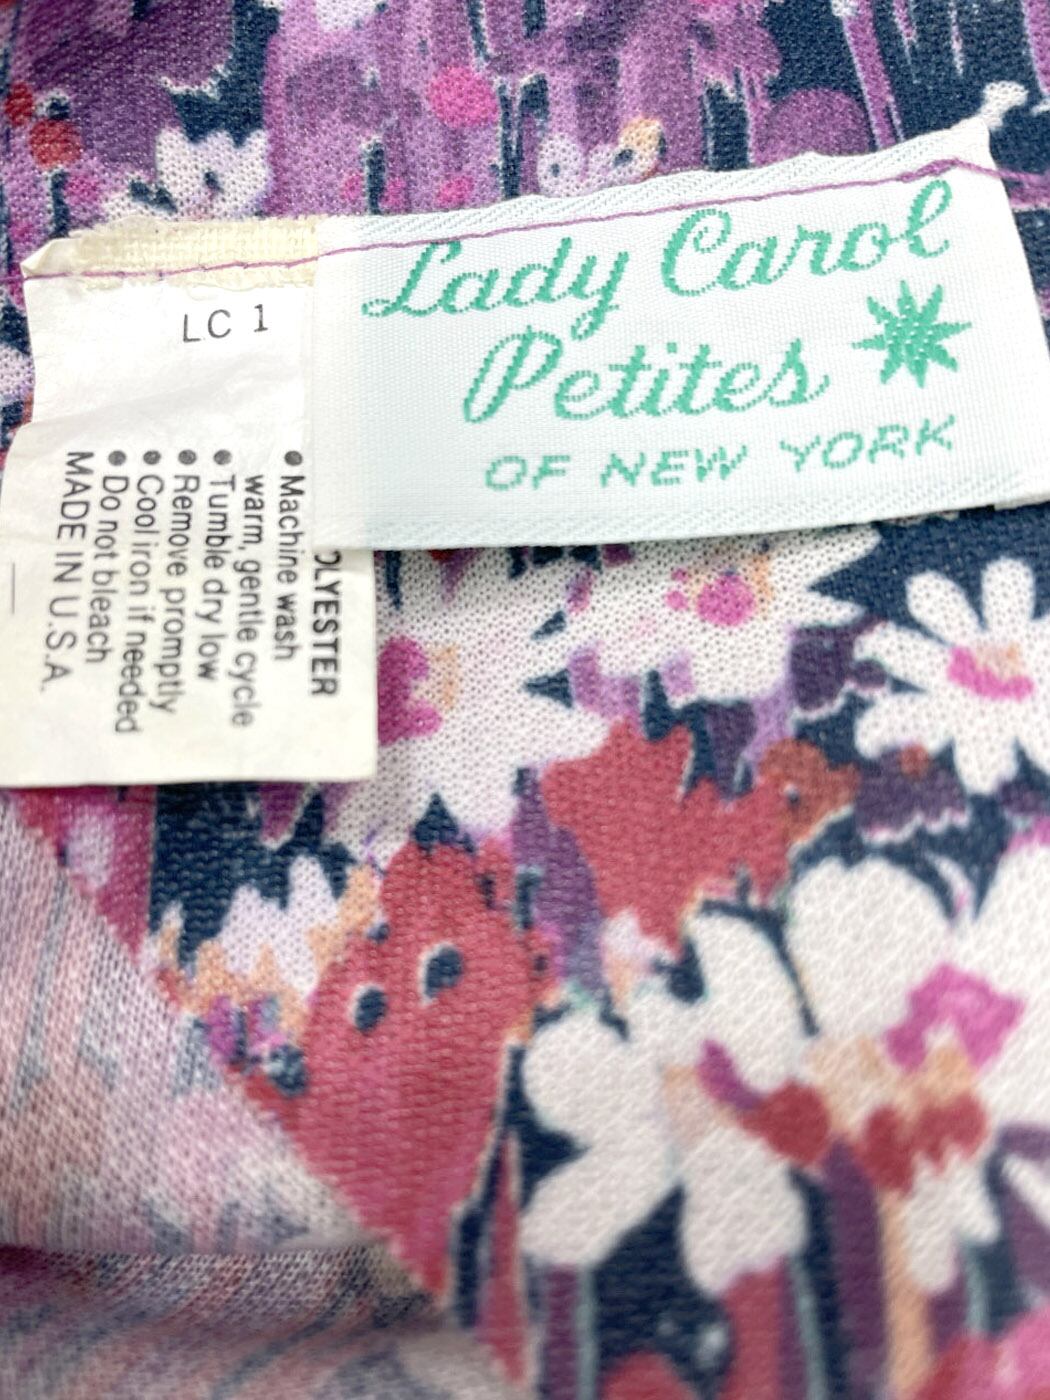 Lady Carol
Petites
OF NEW YORK
LC 1
OLYESTER
● Machine wash
warm, gentle cycle
● Tumble dry low
● Remove promptly
● Cool iron if needed
● Do not bleach
MADE IN U.S.A.